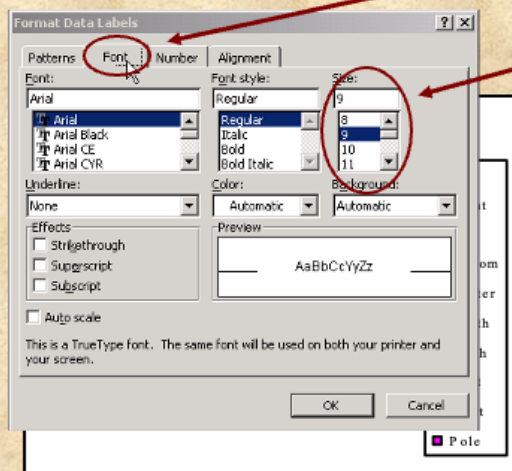 Format Data Labels
Patterns Font Number Alignment
Font: Font style: Size:
Arial Regular 9
Arial Regular 8
Arial Black Italic 9
Arial CE Bold 10
Arial CYR Bold Italic 11
Underline: Color: Background:
None Automatic Automatic
Effects Preview
Strikethrough
Superscript AaBbCcYyZz
Subscript
Auto scale
This is a TrueType font. The same font will be used on both your printer and
your screen.
OK Cancel
Pole